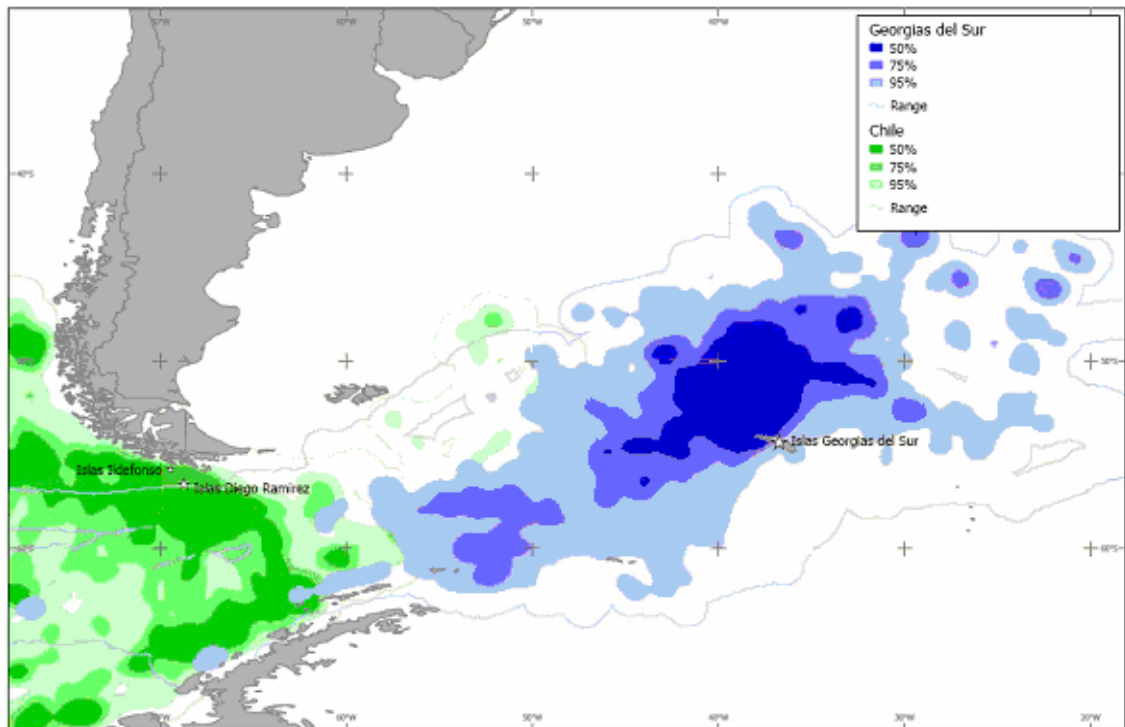 Georgias del Sur
50%
75%
95%
Range
Chile
50%
75%
95%
Range
40°S
50°S
Islas Georgias del Sur
Islas Ildefonso
Islas Diego Ramirez
60°S
60°W
50°W
40°W
30°W
20°W